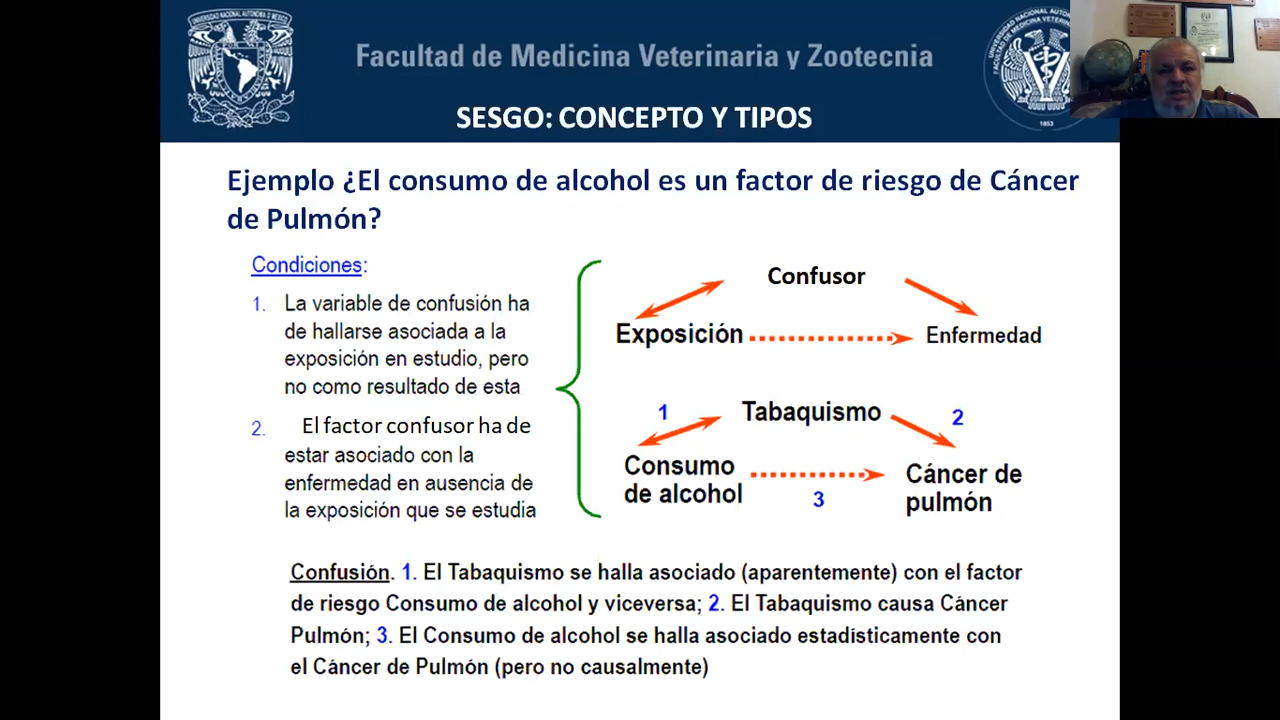 UNIVERSIDAD NACIONAL AUTONOMA DE MEXICO
Facultad de Medicina Veterinaria y Zootecnia
SESGO: CONCEPTO Y TIPOS
1853
Ejemplo ¿El consumo de alcohol es un factor de riesgo de Cáncer
de Pulmón?
Condiciones:
1. La variable de confusión ha
de hallarse asociada a la
exposición en estudio, pero
no como resultado de esta
2. El factor confusor ha de
estar asociado con la
enfermedad en ausencia de
la exposición que se estudia
Confusor
Exposición
Enfermedad
1
Tabaquismo
2
Consumo
de alcohol
3
Cáncer de
pulmón
Confusión. 1. El Tabaquismo se halla asociado (aparentemente) con el factor
de riesgo Consumo de alcohol y viceversa; 2. El Tabaquismo causa Cáncer
Pulmón; 3. El Consumo de alcohol se halla asociado estadísticamente con
el Cáncer de Pulmón (pero no causalmente)